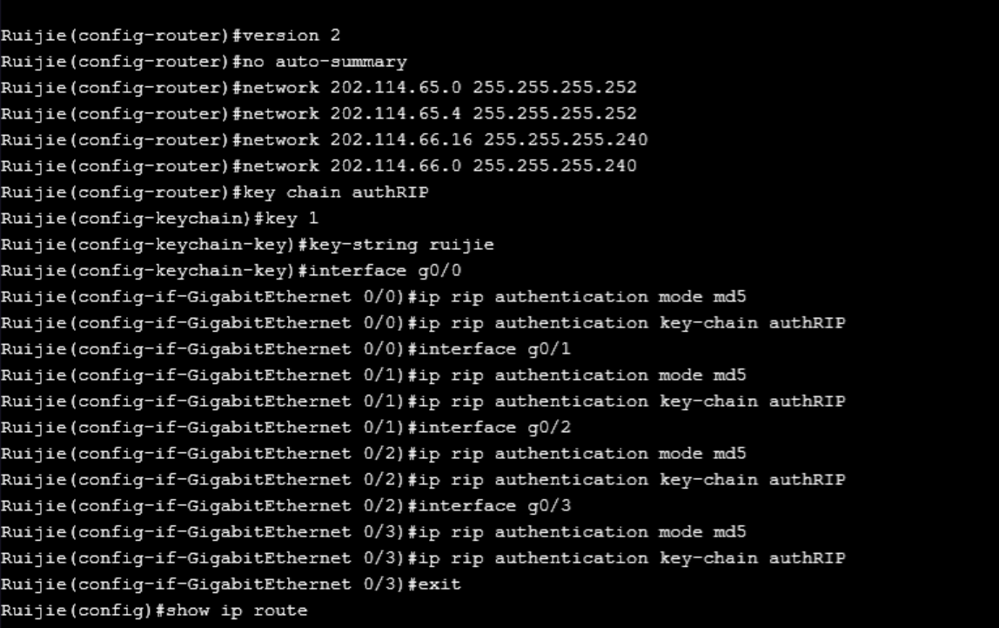 Ruijie(config-router)#version 2
Ruijie(config-router)#no auto-summary
Ruijie(config-router)#network 202.114.65.0 255.255.255.252
Ruijie(config-router)#network 202.114.65.4 255.255.255.252
Ruijie(config-router)#network 202.114.66.16 255.255.255.240
Ruijie(config-router)#network 202.114.66.0 255.255.255.240
Ruijie(config-router)#key chain authRIP
Ruijie(config-keychain)#key 1
Ruijie(config-keychain-key)#key-string ruijie
Ruijie(config-keychain-key)#interface g0/0
Ruijie(config-if-GigabitEthernet 0/0)#ip rip authentication mode md5
Ruijie(config-if-GigabitEthernet 0/0)#ip rip authentication key-chain authRIP
Ruijie(config-if-GigabitEthernet 0/0)#interface g0/1
Ruijie(config-if-GigabitEthernet 0/1)#ip rip authentication mode md5
Ruijie(config-if-GigabitEthernet 0/1)#ip rip authentication key-chain authRIP
Ruijie(config-if-GigabitEthernet 0/1)#interface g0/2
Ruijie(config-if-GigabitEthernet 0/2)#ip rip authentication mode md5
Ruijie(config-if-GigabitEthernet 0/2)#ip rip authentication key-chain authRIP
Ruijie(config-if-GigabitEthernet 0/2)#interface g0/3
Ruijie(config-if-GigabitEthernet 0/3)#ip rip authentication mode md5
Ruijie(config-if-GigabitEthernet 0/3)#ip rip authentication key-chain authRIP
Ruijie(config-if-GigabitEthernet 0/3)#exit
Ruijie(config)#show ip route